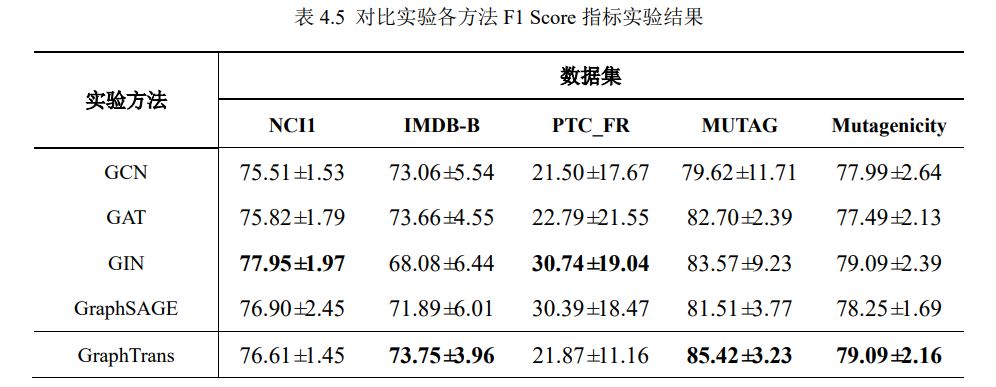 表 4.5 对比实验各方法 F1 Score 指标实验结果
实验方法 数据集
NCI1 IMDB-B PTC_FR MUTAG Mutagenicity
GCN 75.51±1.53 73.06±5.54 21.50±17.67 79.62±11.71 77.99±2.64
GAT 75.82±1.79 73.66±4.55 22.79±21.55 82.70±2.39 77.49±2.13
GIN 77.95±1.97 68.08±6.44 30.74±19.04 83.57±9.23 79.09±2.39
GraphSAGE 76.90±2.45 71.89±6.01 30.39±18.47 81.51±3.77 78.25±1.69
GraphTrans 76.61±1.45 73.75±3.96 21.87±11.16 85.42±3.23 79.09±2.16